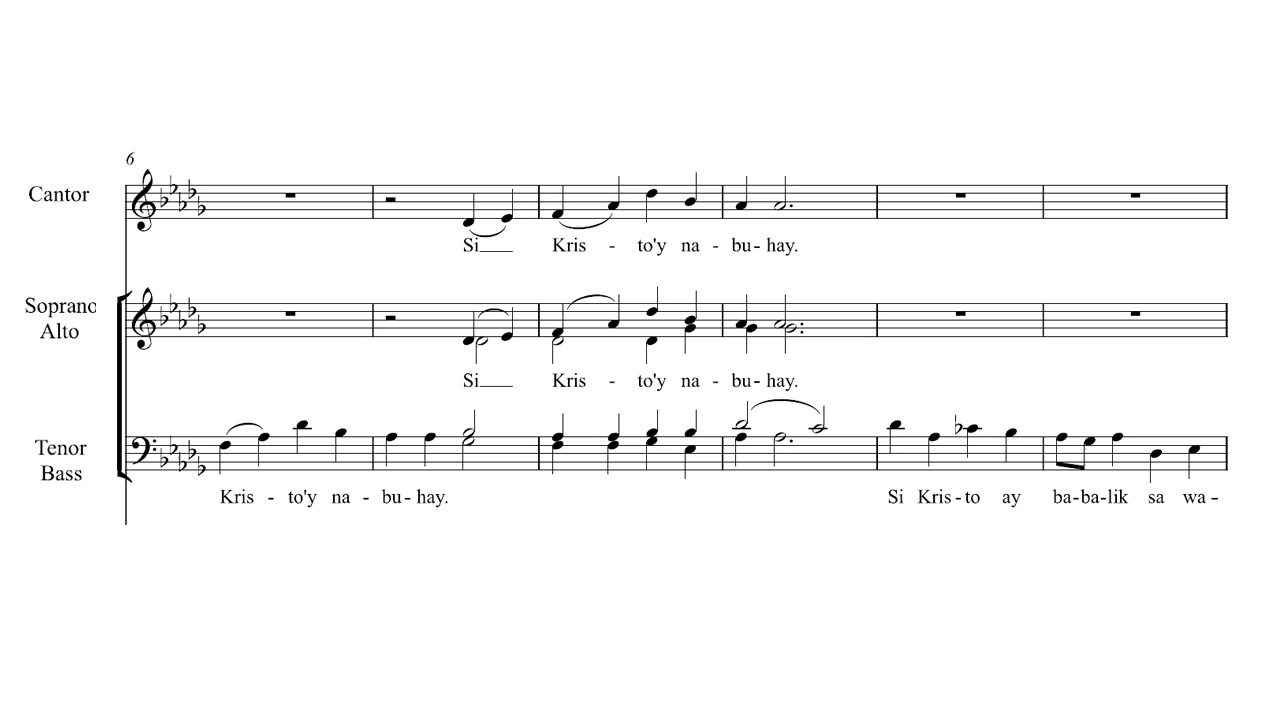 6
Cantor
Si Kris - to'y na - bu - hay.
Soprano
Alto
Si Kris - to'y na - bu - hay.
Tenor
Bass
Kris - to'y na - bu - hay. Si Kris - to ay ba - ba - lik sa wa -